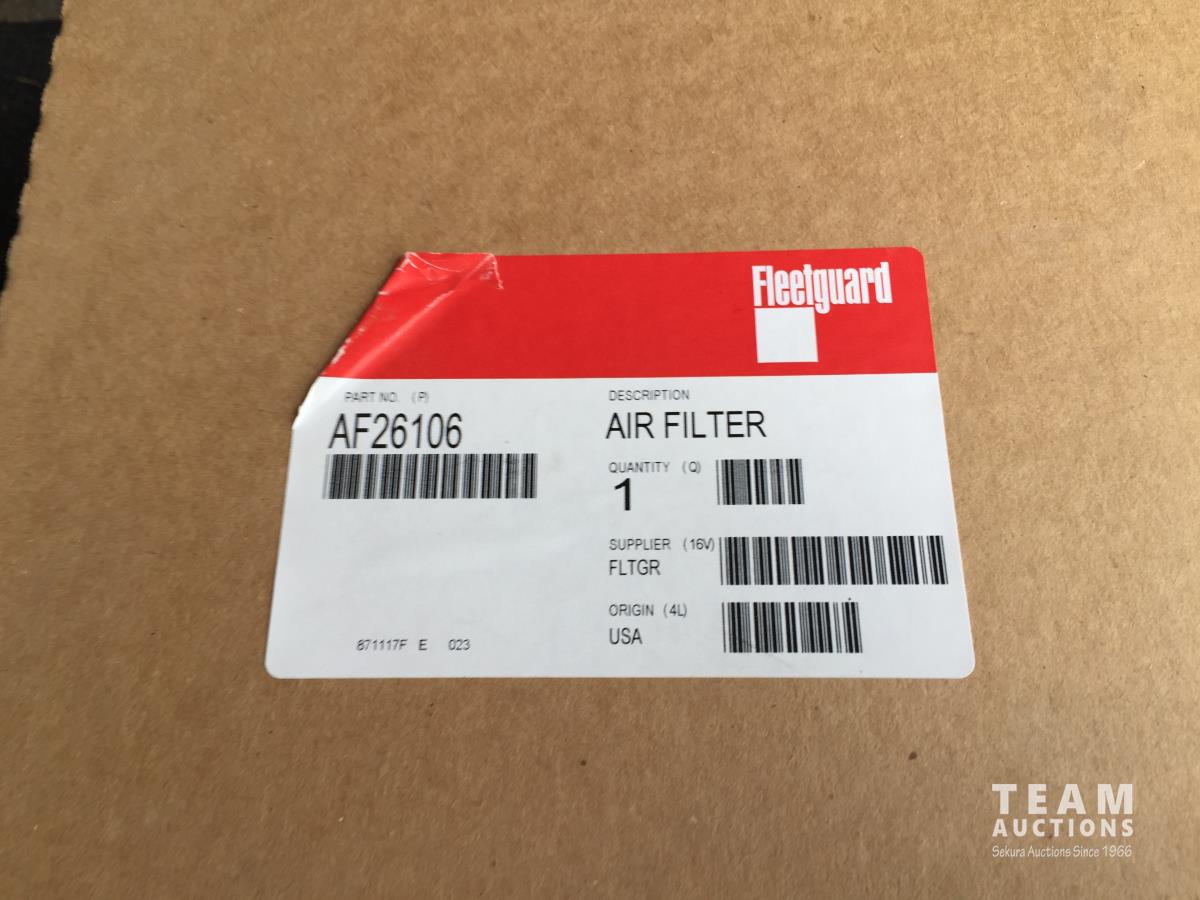 Fleetguard
PART NO. (P)
AF26106
DESCRIPTION
AIR FILTER
QUANTITY (Q)
1
SUPPLIER (16V)
FLTGR
ORIGIN (4L)
USA
871117F E 023
TEAM
AUCTIONS
Sekura Auctions Since 1966